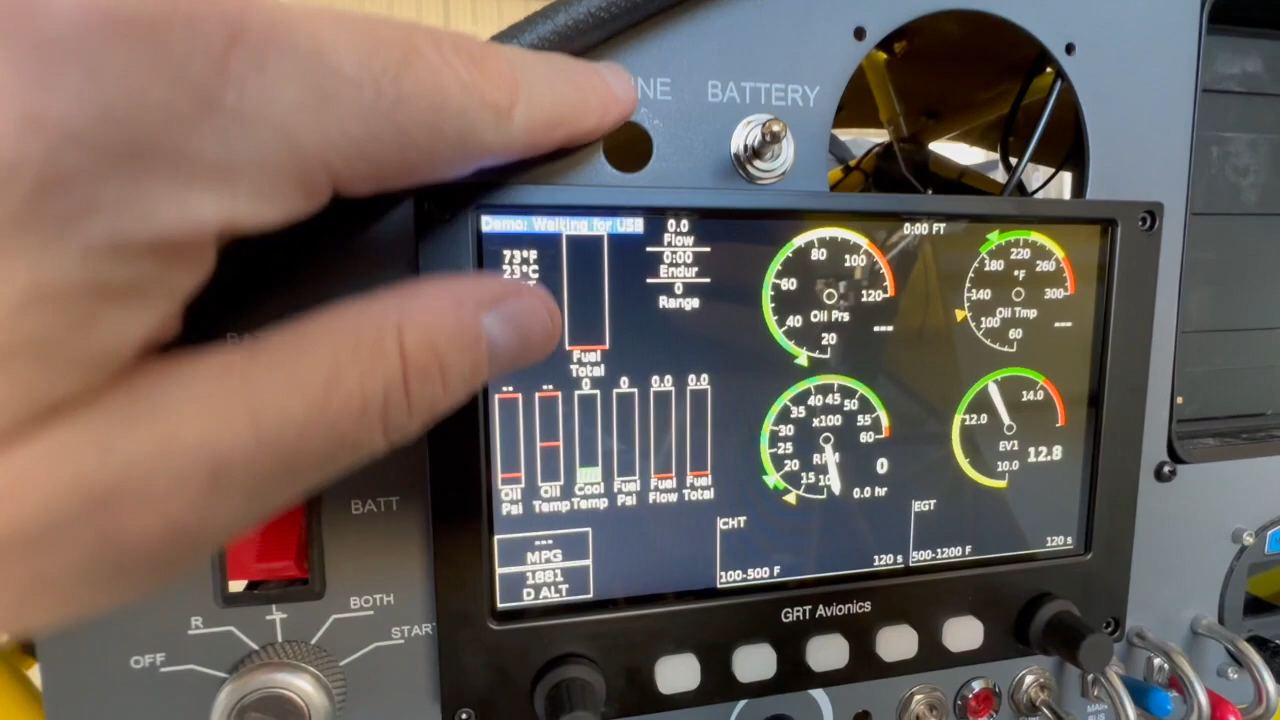 BATTERY
Demo: Waiting for USB
73°F
23°C
0.0
Flow
0:00
Endur
0
Range
Fuel
Total
80
100
60
120
40
20
Oil Prs
---
0:00 FT
220
180
260
°F
140
300
Oil Tmp
100
60
---
-- -- 0 0 0.0 0.0
Oil
Psi
Oil
Temp
Cool
Temp
Fuel
Psi
Fuel
Flow
Fuel
Total
40 45
35
50
x100
55
30
60
25
RPM
20
15
10
0
0.0 hr
14.0
12.0
EV1
12.8
10.0
---
MPG
1881
D ALT
CHT
100-500 F
120 s
EGT
500-1200 F
120 s
GRT Avionics
BATT
R
L
BOTH
START
OFF
MAIN
BUS